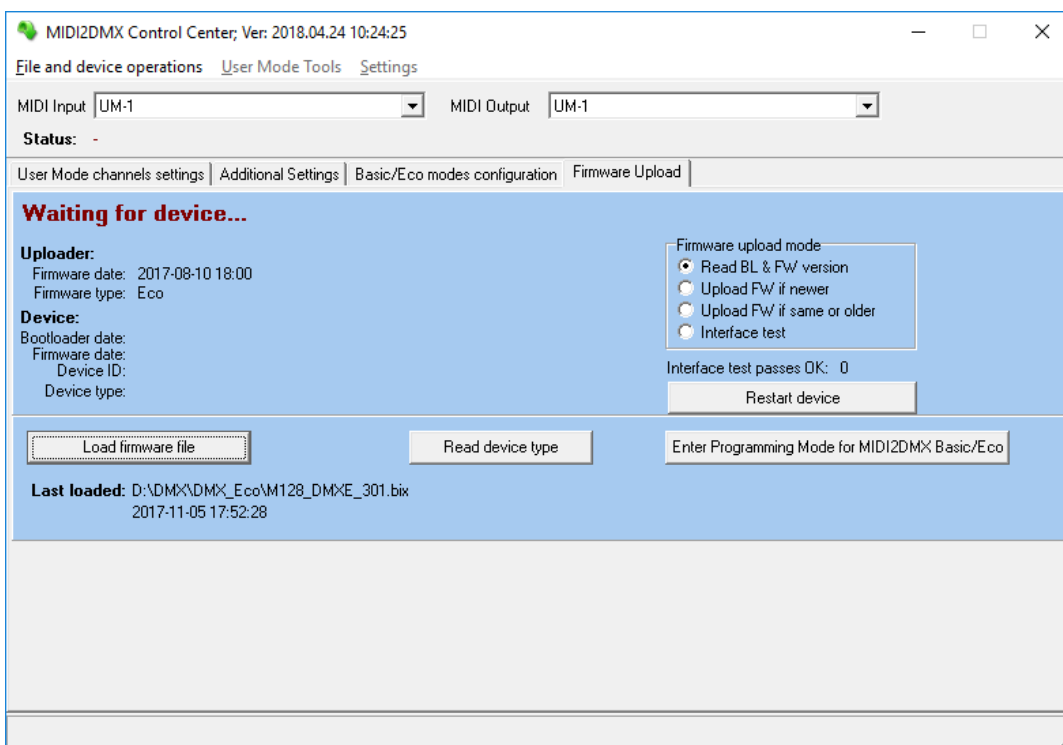 MIDI2DMX Control Center; Ver: 2018.04.24 10:24:25
File and device operations User Mode Tools Settings
MIDI Input UM-1 MIDI Output UM-1
Status: -
User Mode channels settings Additional Settings Basic/Eco modes configuration Firmware Upload
Waiting for device...
Uploader:
Firmware date: 2017-08-10 18:00
Firmware type: Eco
Device:
Bootloader date:
Firmware date:
Device ID:
Device type:
Firmware upload mode
Read BL & FW version
Upload FW if newer
Upload FW if same or older
Interface test
Interface test passes OK: 0
Restart device
Load firmware file Read device type Enter Programming Mode for MIDI2DMX Basic/Eco
Last loaded: D:\DMX\DMX_Eco\M128_DMXE_301.bix
2017-11-05 17:52:28